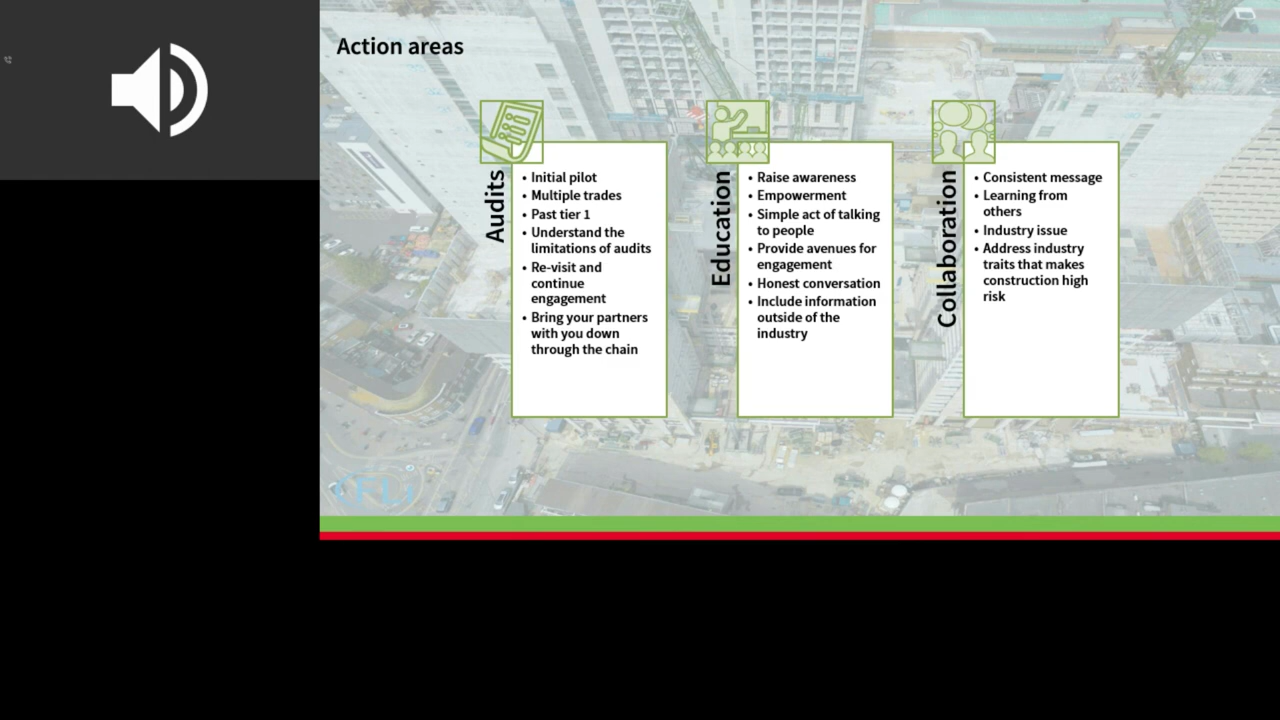 Action areas
Audits
• Initial pilot
• Multiple trades
• Past tier 1
• Understand the
limitations of audits
• Re-visit and
continue
engagement
• Bring your partners
with you down
through the chain
Education
• Raise awareness
• Empowerment
• Simple act of talking
to people
• Provide avenues for
engagement
• Honest conversation
• Include information
outside of the
industry
Collaboration
• Consistent message
• Learning from
others
• Industry issue
• Address industry
traits that makes
construction high
risk